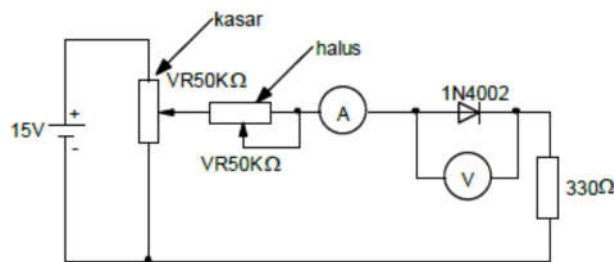 kasar
halus
VR50KΩ
1N4002
A
15V
+
-
VR50KΩ
V
330Ω